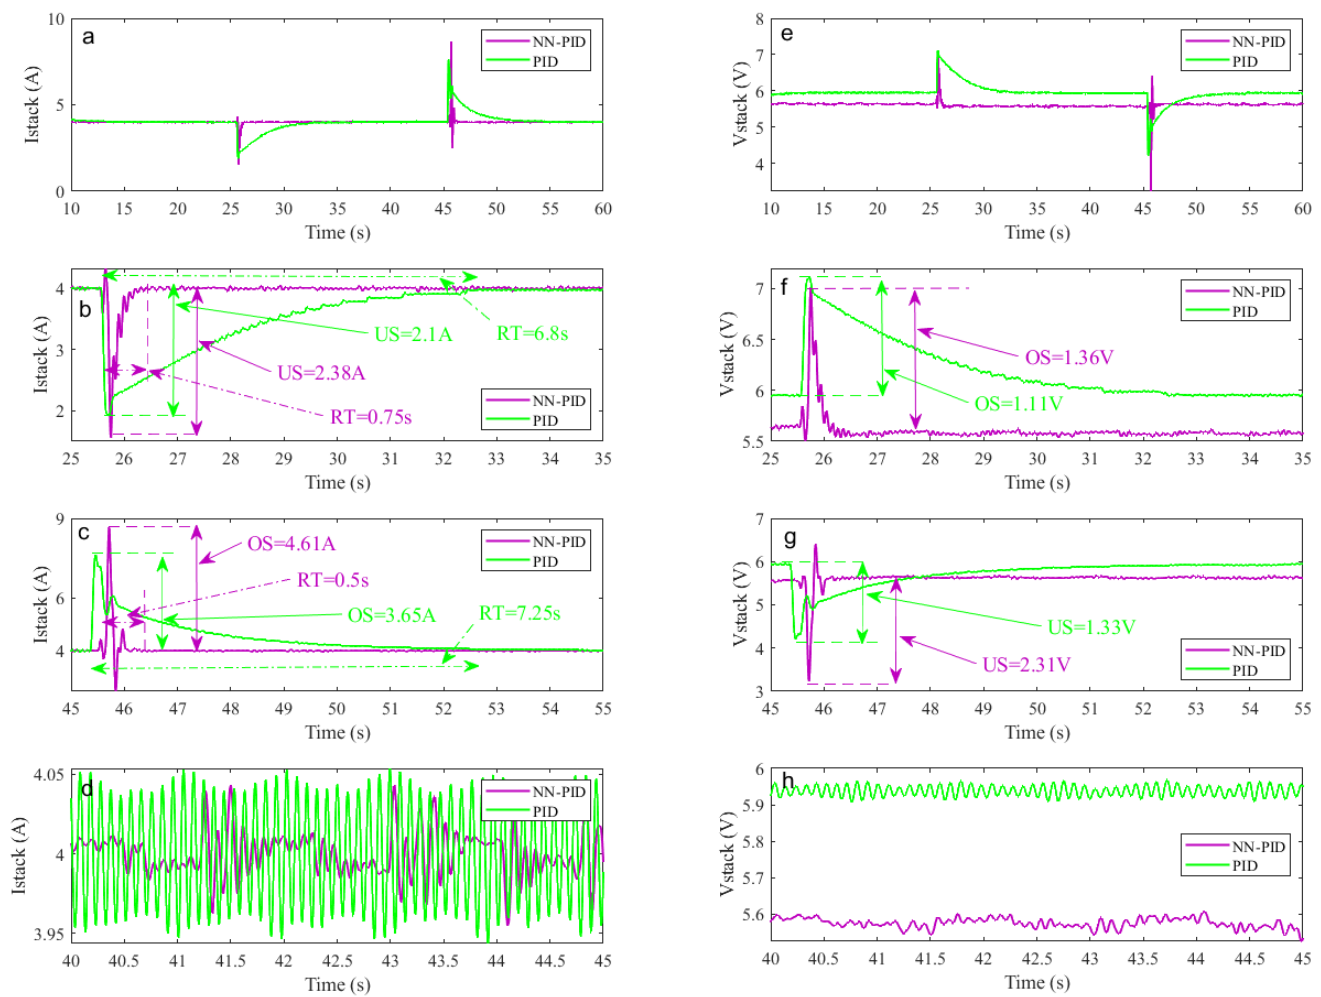 a
10
5
0
Istack (A)
NN-PID
PID
10 15 20 25 30 35 40 45 50 55 60
Time (s)
e
8
7
6
5
4
Vstack (V)
NN-PID
PID
10 15 20 25 30 35 40 45 50 55 60
Time (s)
b
4
3
2
Istack (A)
US=2.1A
RT=6.8s
US=2.38A
RT=0.75s
NN-PID
PID
25 26 27 28 29 30 31 32 33 34 35
Time (s)
f
7
6.5
6
5.5
Vstack (V)
NN-PID
PID
OS=1.36V
OS=1.11V
25 26 27 28 29 30 31 32 33 34 35
Time (s)
c
9
6
4
Istack (A)
NN-PID
PID
OS=4.61A
RT=0.5s
OS=3.65A
RT=7.25s
45 46 47 48 49 50 51 52 53 54 55
Time (s)
g
7
6
5
4
3
Vstack (V)
US=1.33V
US=2.31V
NN-PID
PID
45 46 47 48 49 50 51 52 53 54 55
Time (s)
d
4.05
4
3.95
Istack (A)
NN-PID
PID
40 40.5 41 41.5 42 42.5 43 43.5 44 44.5 45
Time (s)
h
6
5.9
5.8
5.7
5.6
Vstack (V)
NN-PID
PID
40 40.5 41 41.5 42 42.5 43 43.5 44 44.5 45
Time (s)